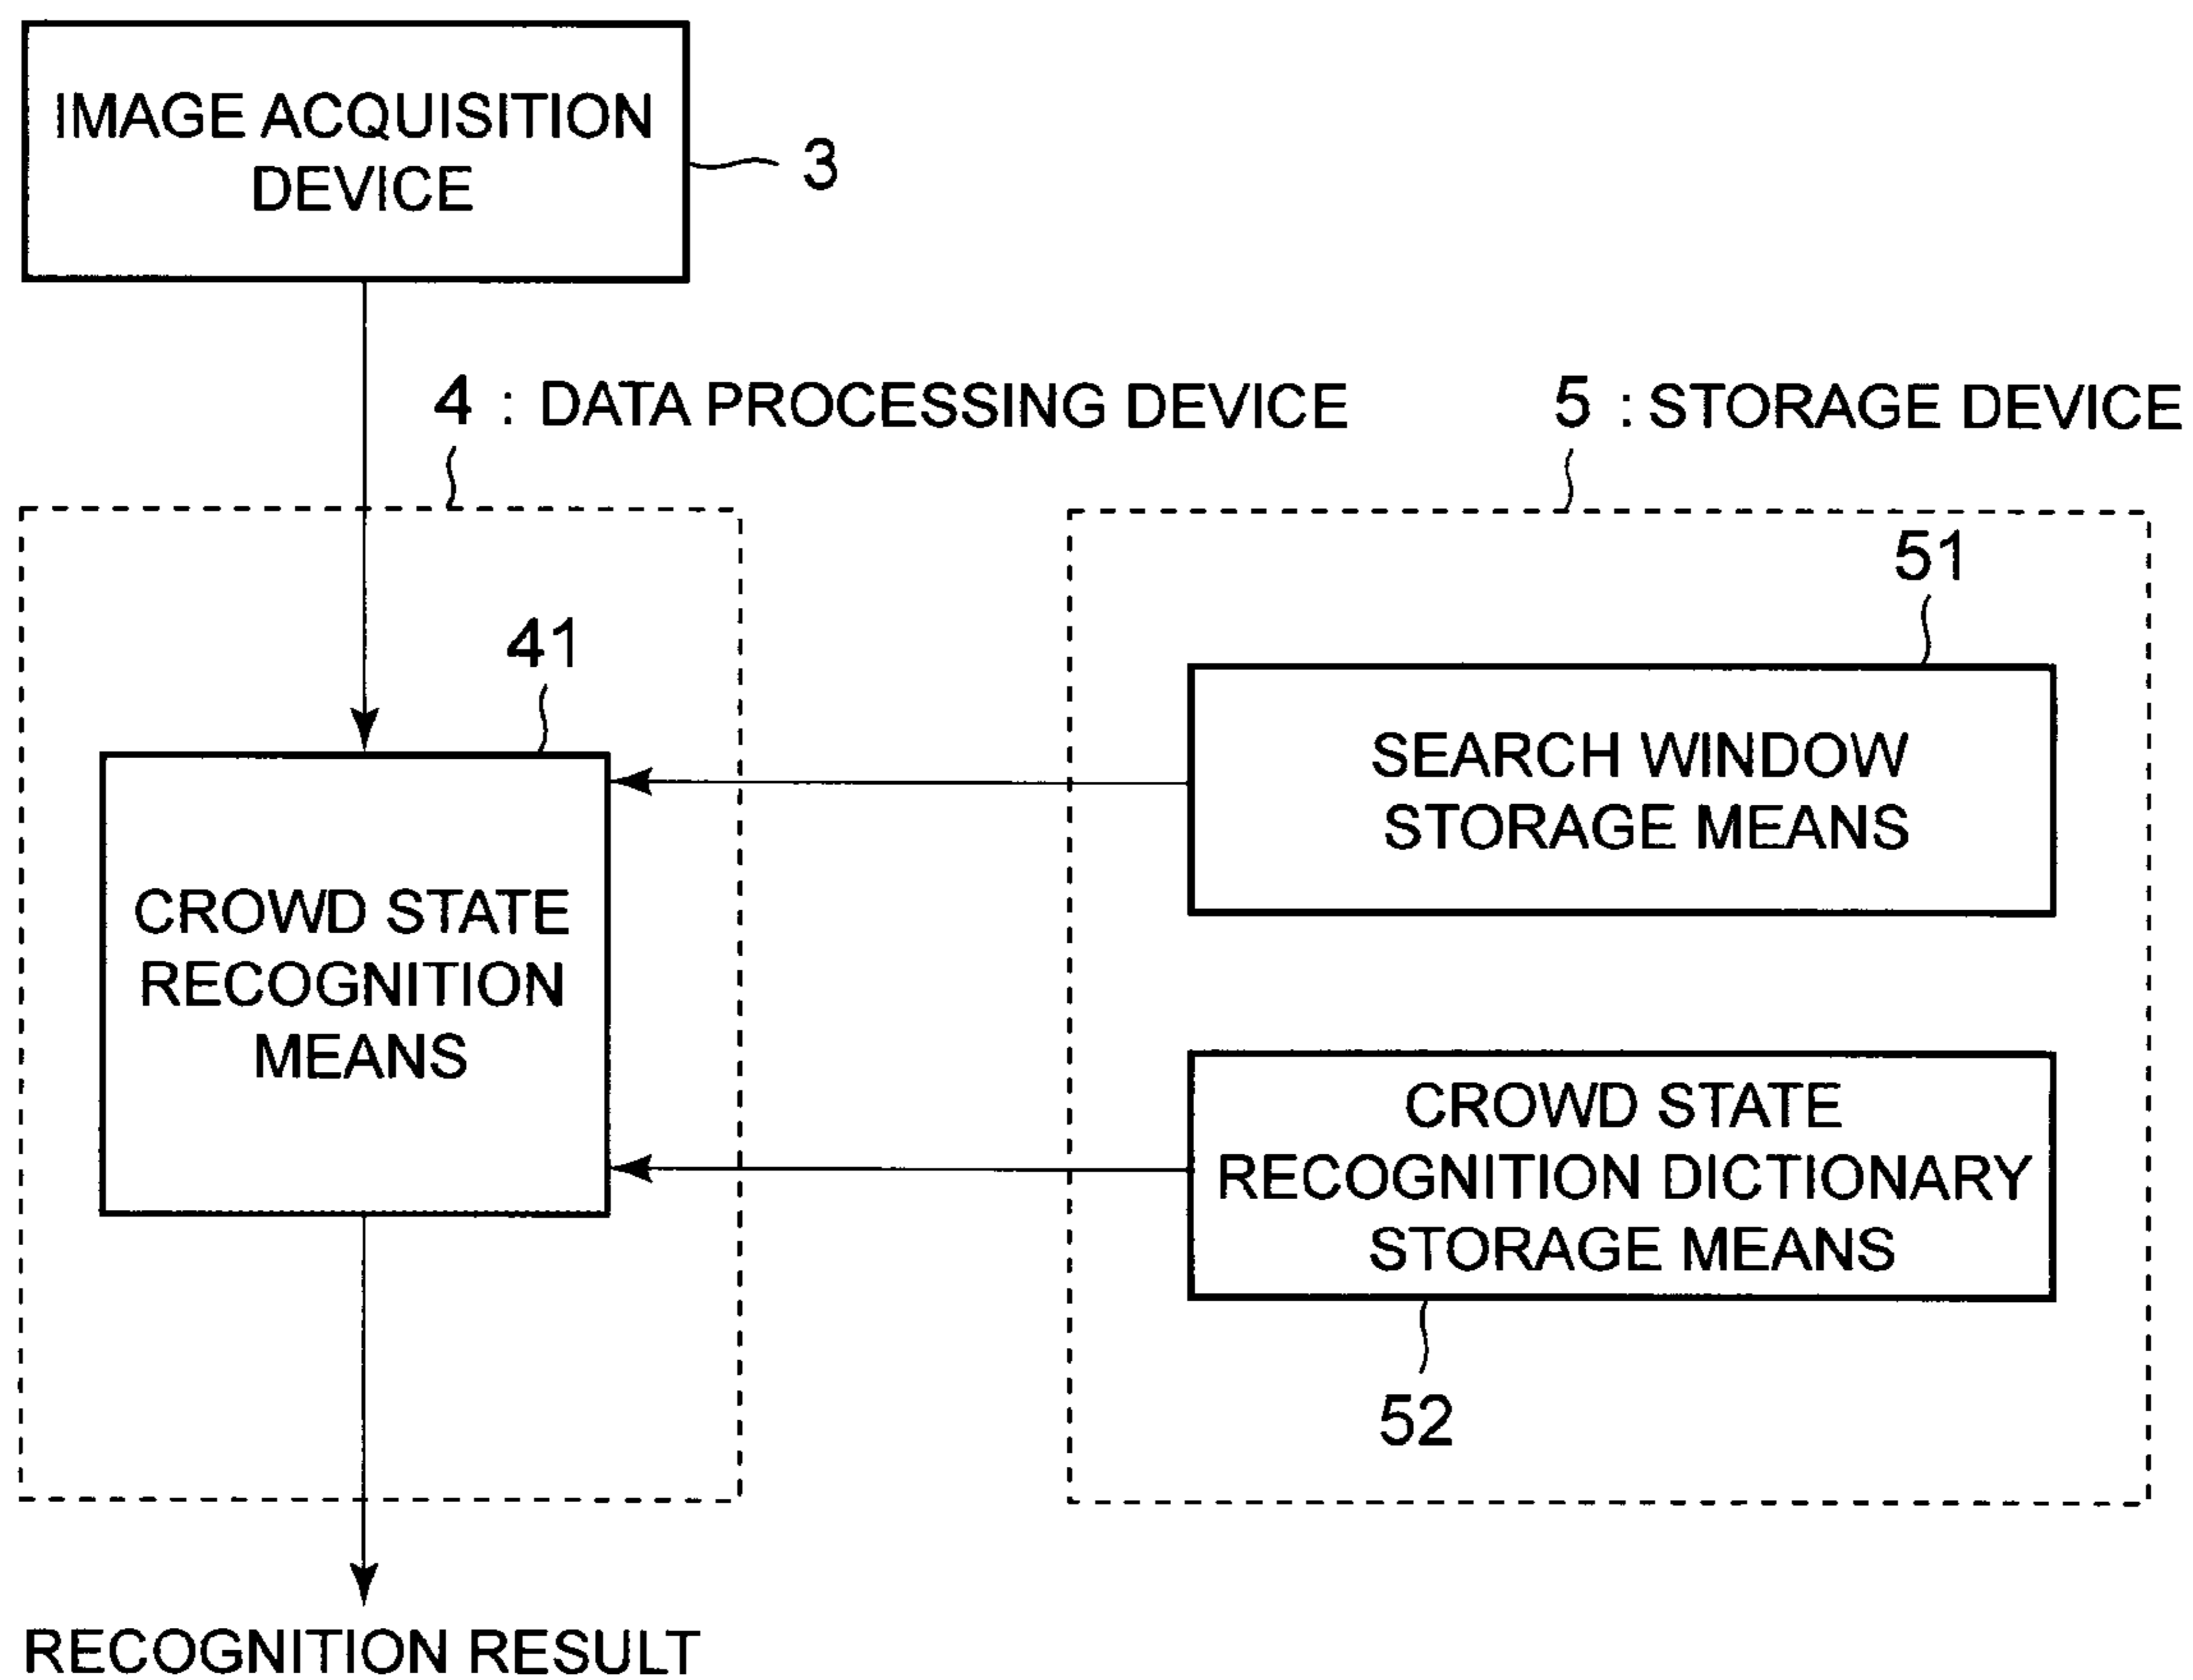 IMAGE ACQUISITION
DEVICE
3
4 : DATA PROCESSING DEVICE
5 : STORAGE DEVICE
51
41
SEARCH WINDOW
STORAGE MEANS
CROWD STATE
RECOGNITION
MEANS
CROWD STATE
RECOGNITION DICTIONARY
STORAGE MEANS
52
RECOGNITION RESULT